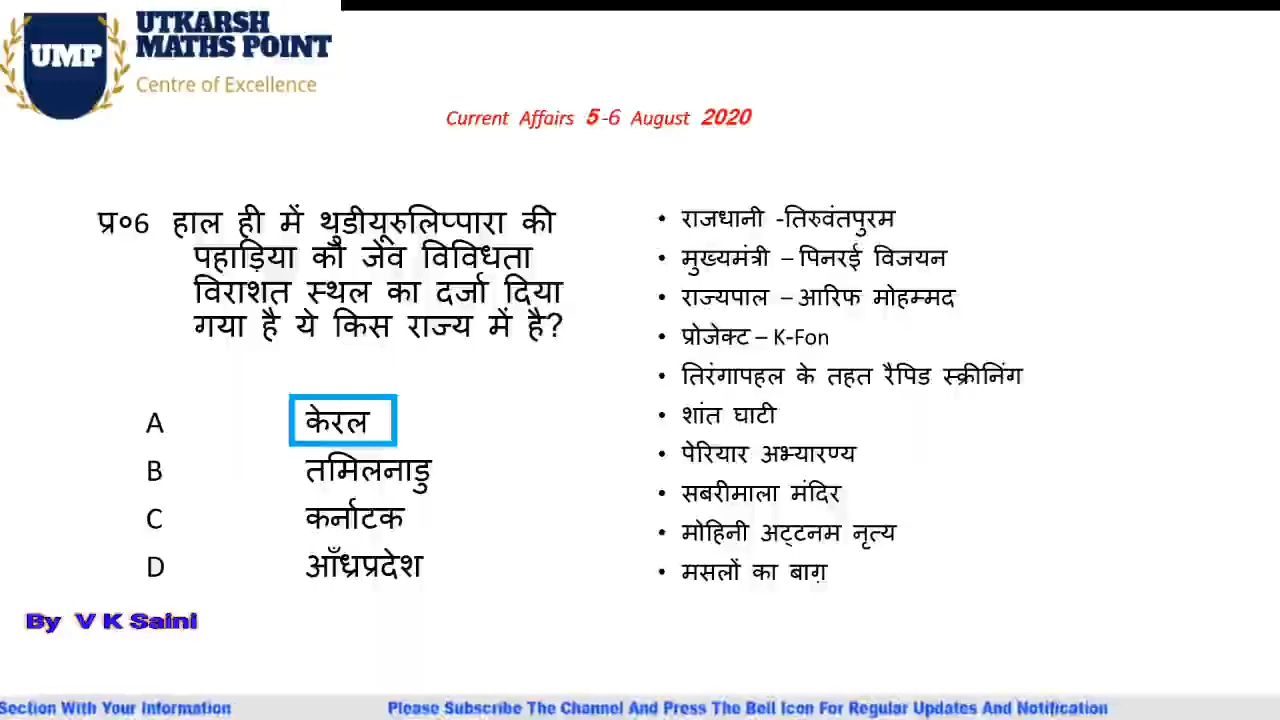 UMP
UTKARSH
MATHS POINT
Centre of Excellence
Current Affairs 5-6 August 2020
प्र०6 हाल ही में थुडीयूरुलिप्पारा की
पहाड़िया को जेव विविधता
विराशत स्थल का दर्जा दिया
गया है ये किस राज्य में है?
A केरल
B तमिलनाडु
C कर्नाटक
D आँध्रप्रदेश
• राजधानी -तिरुवंतपुरम
• मुख्यमंत्री – पिनरई विजयन
• राज्यपाल – आरिफ मोहम्मद
• प्रोजेक्ट – K-Fon
• तिरंगापहल के तहत रैपिड स्क्रीनिंग
• शांत घाटी
• पेरियार अभ्यारण्य
• सबरीमाला मंदिर
• मोहिनी अट्टनम नृत्य
• मसलों का बाग़
By V K Saini
Section With Your Information Please Subscribe The Channel And Press The Bell Icon For Regular Updates And Notification